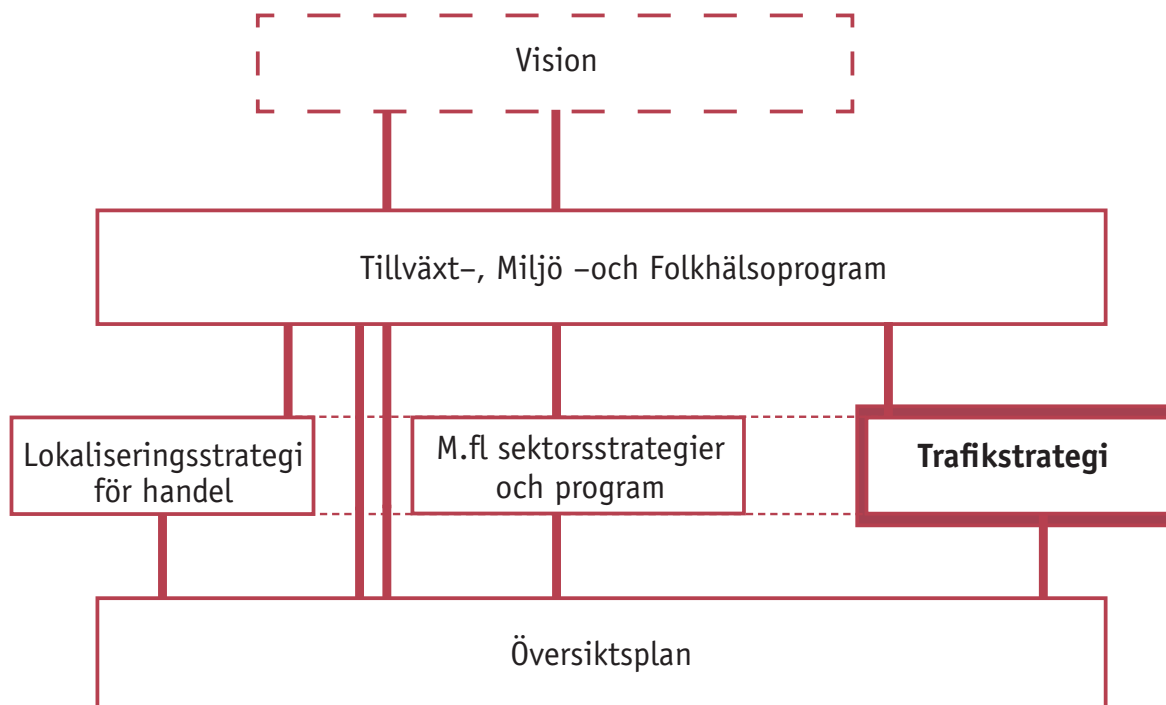 Vision
Tillväxt–, Miljö –och Folkhälsoprogram
Lokaliseringsstrategi
för handel
M.fl sektorsstrategier
och program
Trafikstrategi
Översiktsplan